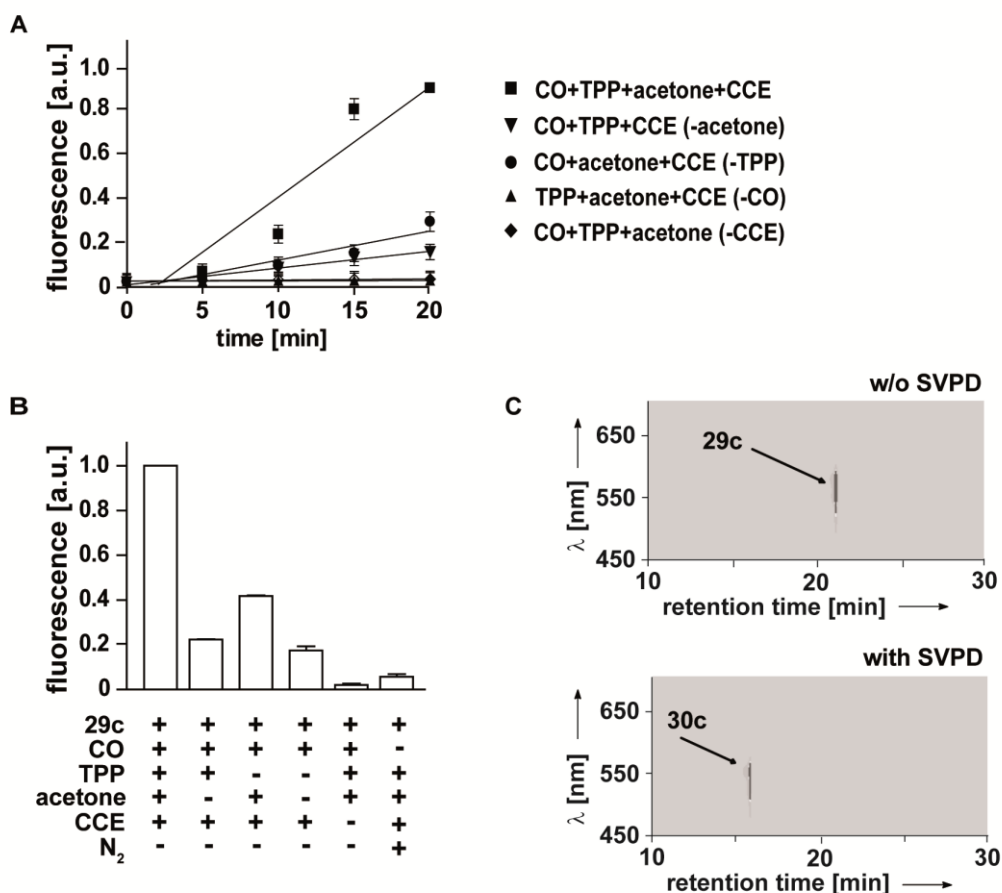 A
fluorescence [a.u.]
1.0
0.8
0.6
0.4
0.2
0
0 5 10 15 20
time [min]
CO+TPP+acetone+CCE
CO+TPP+CCE (-acetone)
CO+acetone+CCE (-TPP)
TPP+acetone+CCE (-CO)
CO+TPP+acetone (-CCE)
B
fluorescence [a.u.]
1.0
0.8
0.6
0.4
0.2
0
29c + + + + + +
CO + + + + + -
TPP + + - - + +
acetone + - + - + +
CCE + + + + - +
N₂ - - - - - +
C
w/o SVPD
λ [nm]
650
550
450
29c
10 20 30
retention time [min]
with SVPD
λ [nm]
650
550
450
30c
10 20 30
retention time [min]